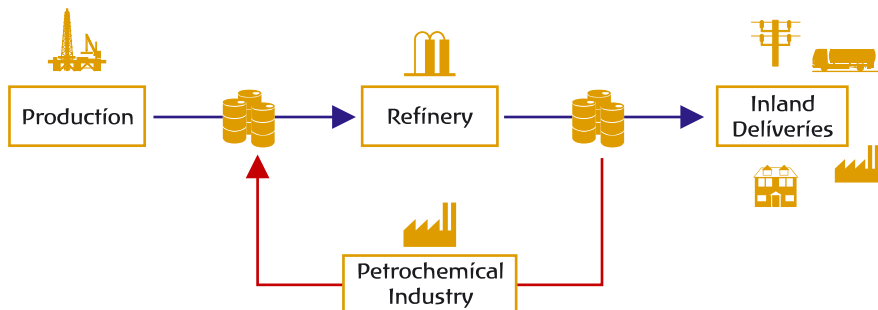 Production
Refinery
Inland
Deliveries
Petrochemical
Industry